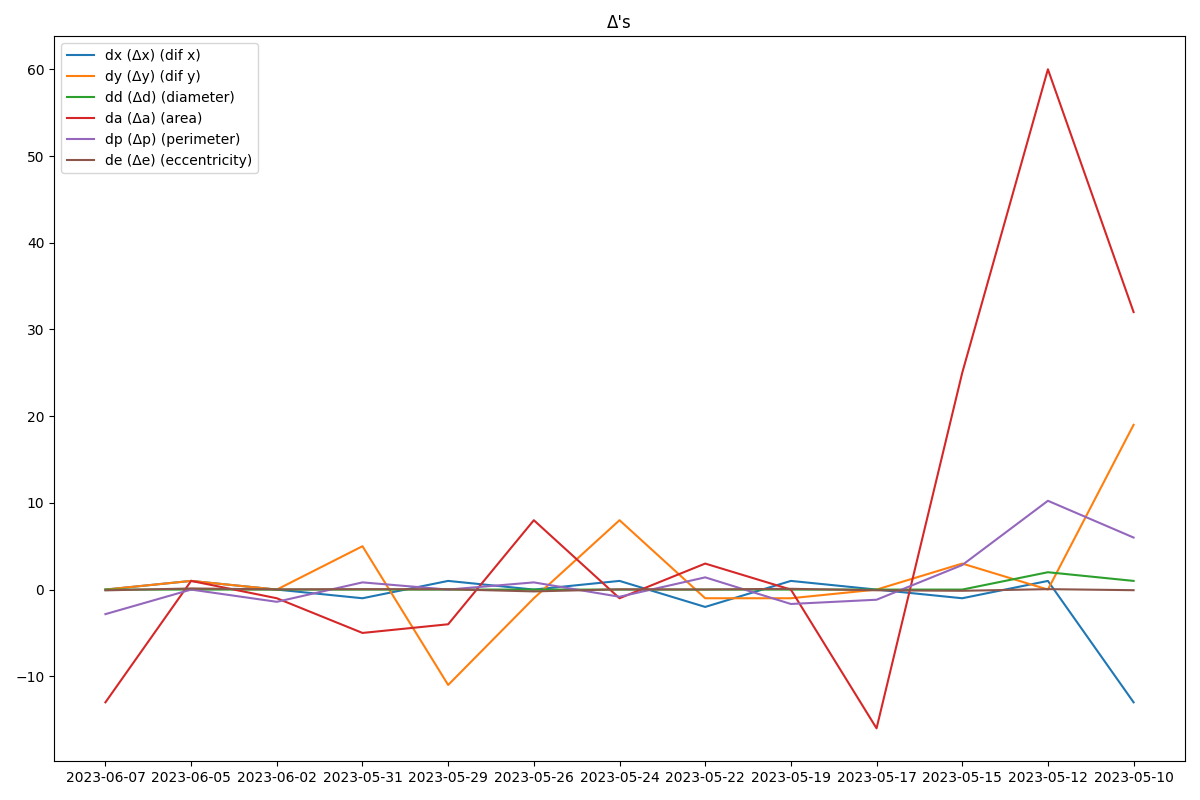 Δ's
dx (Δx) (dif x)
dy (Δy) (dif y)
dd (Δd) (diameter)
da (Δa) (area)
dp (Δp) (perimeter)
de (Δe) (eccentricity)
60
50
40
30
20
10
0
−10
2023-06-07 2023-06-05 2023-06-02 2023-05-31 2023-05-29 2023-05-26 2023-05-24 2023-05-22 2023-05-19 2023-05-17 2023-05-15 2023-05-12 2023-05-10